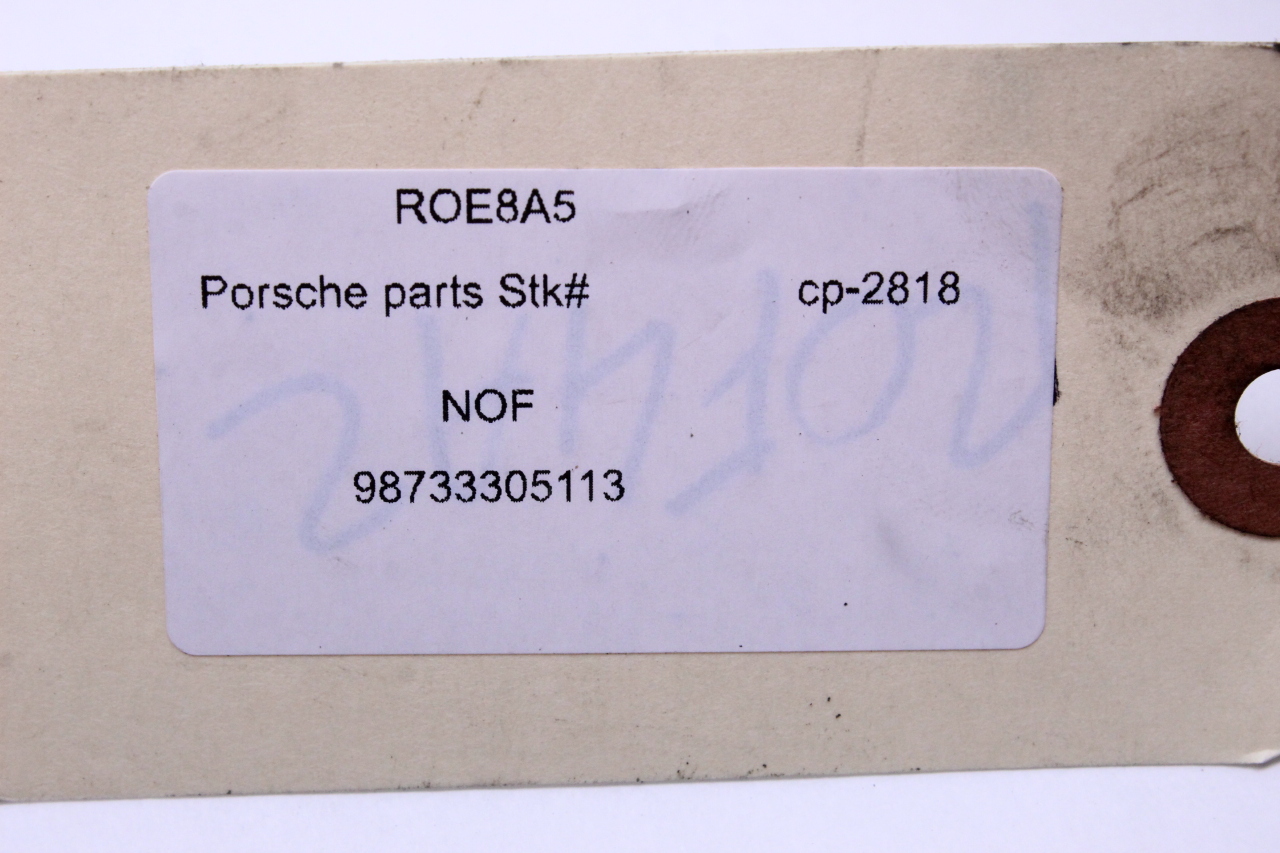 ROE8A5
Porsche parts Stk# cp-2818
NOF
98733305113